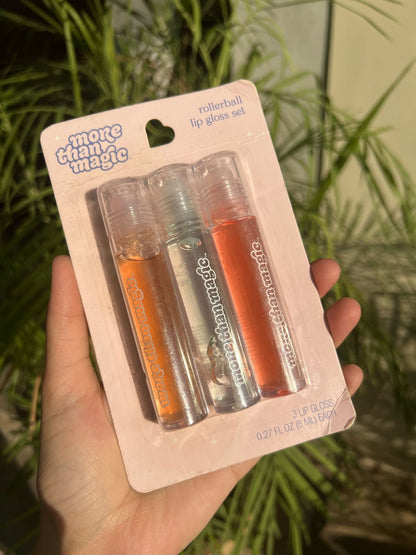 more
than
magic™
rollerball
lip gloss set
more than magic
more than magic
more than magic
3 LIP GLOSS
0.27 FL OZ (8 ML) EACH